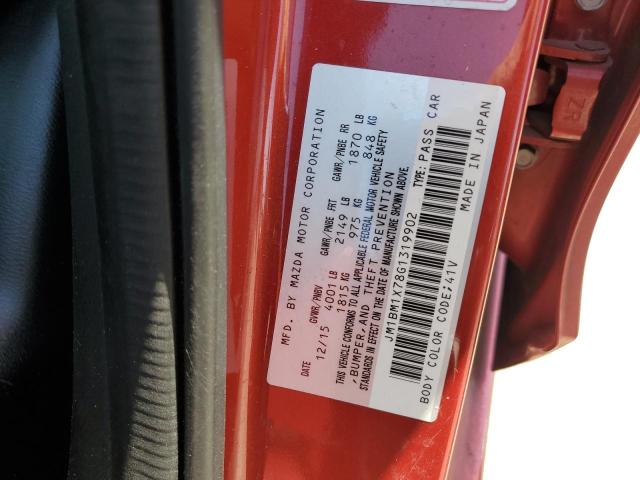 MFD. BY MAZDA MOTOR CORPORATION
DATE GVWR/PNBV GAWR/PNBE FRT GAWR/PNBE RR
12/15 4001 LB 2149 LB 1870 LB
1815 KG 975 KG 848 KG
THIS VEHICLE CONFORMS TO ALL APPLICABLE FEDERAL MOTOR VEHICLE SAFETY
,BUMPER, AND THEFT PREVENTION
STANDARDS IN EFFECT ON THE DATE OF MANUFACTURE SHOWN ABOVE.
JM1BM1X78G1319902 TYPE: PASS CAR
BODY COLOR CODE:41V MADE IN JAPAN
ZR